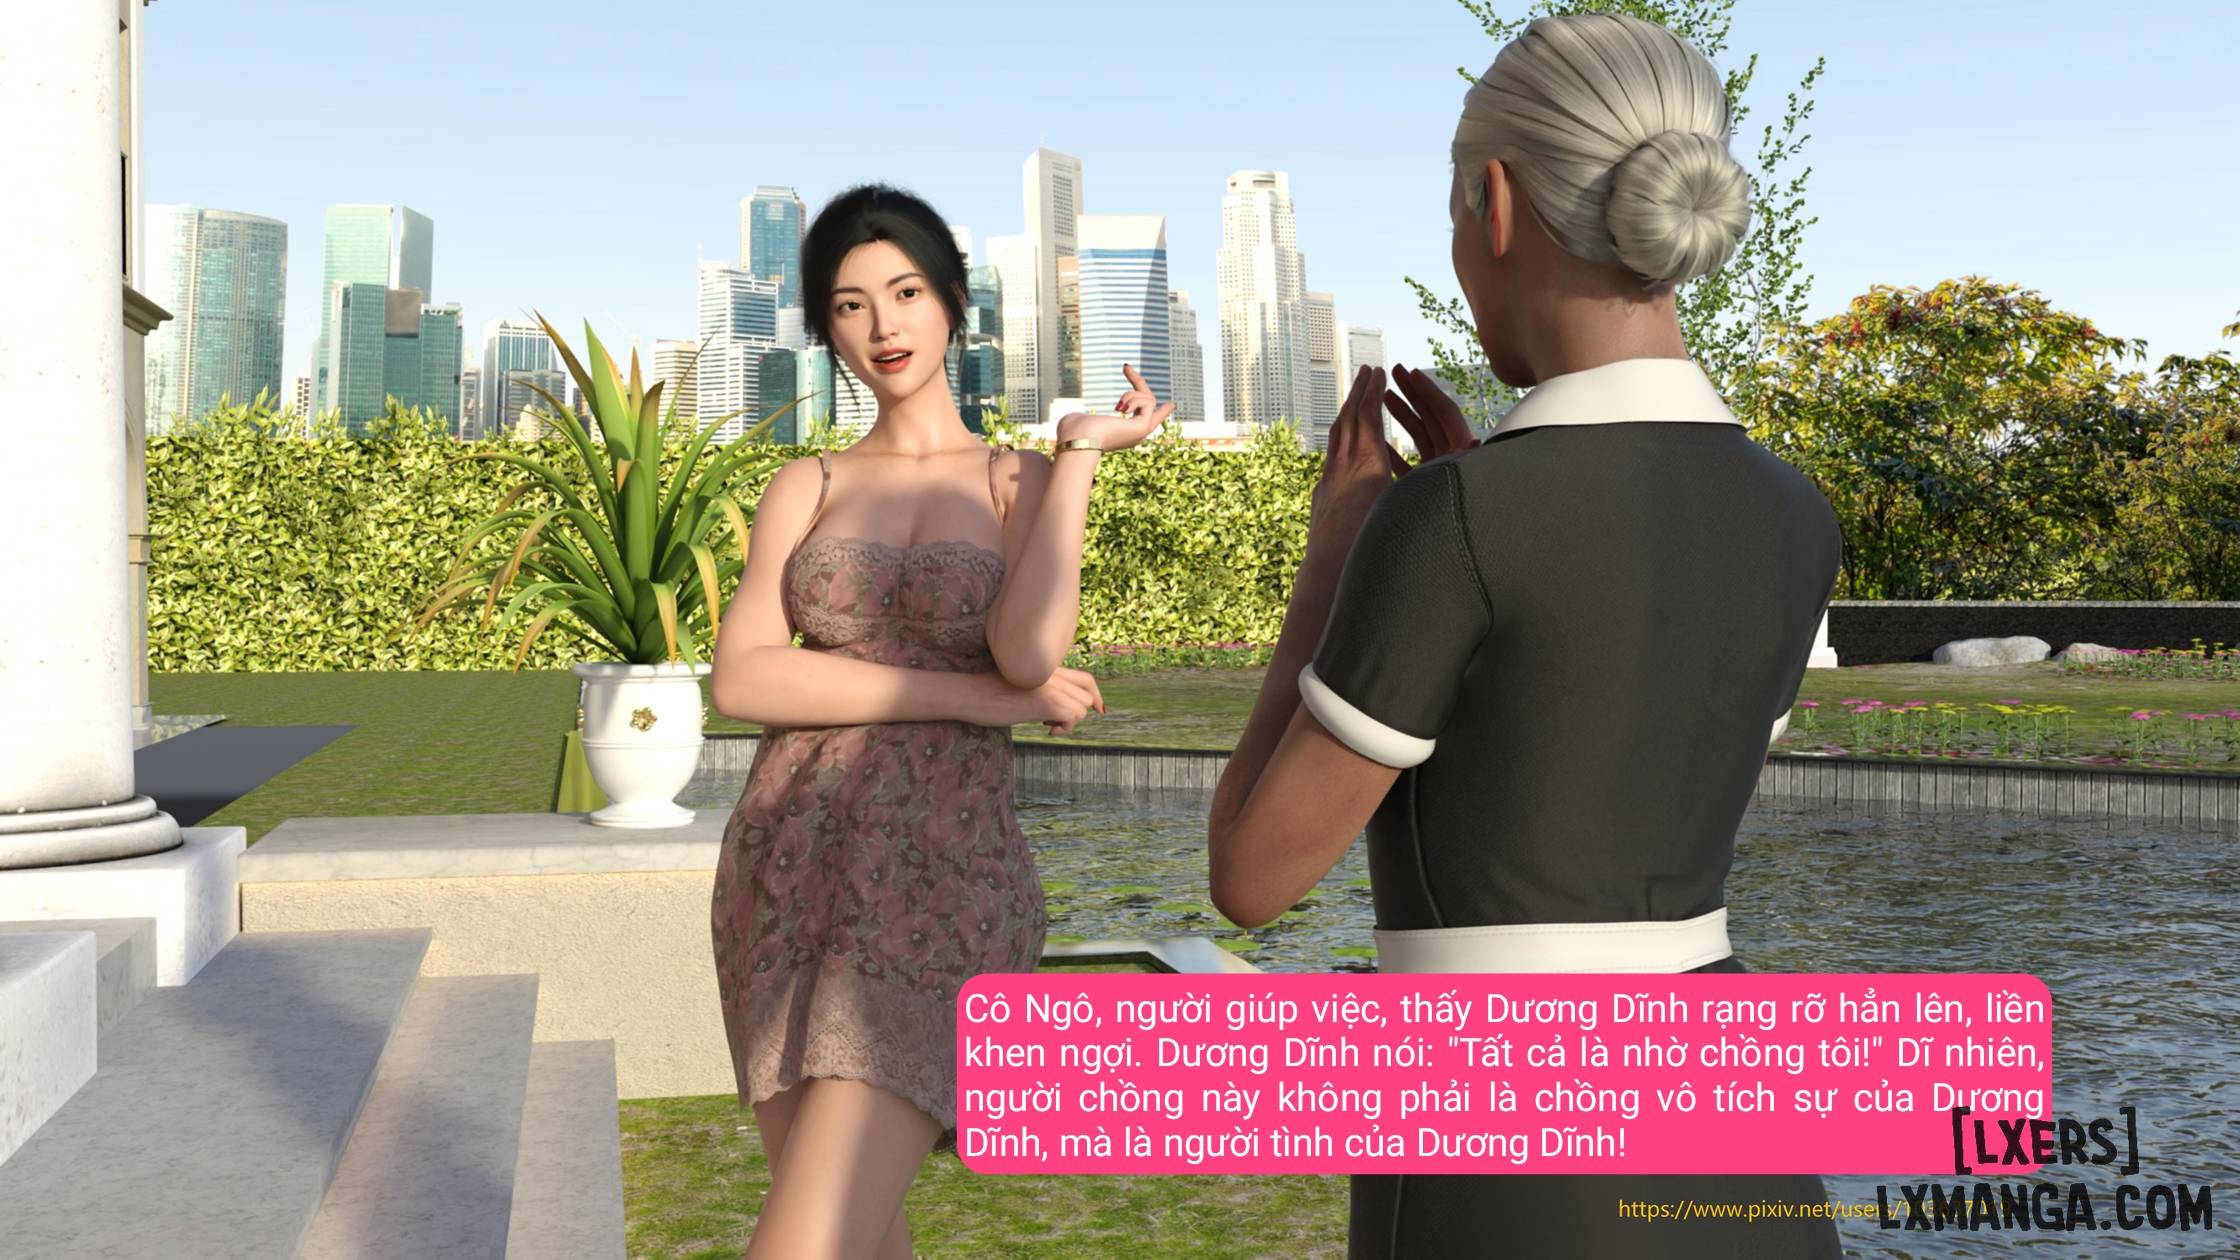 Cô Ngô, người giúp việc, thấy Dương Dĩnh rạng rỡ hẳn lên, liền
khen ngợi. Dương Dĩnh nói: "Tất cả là nhờ chồng tôi!" Dĩ nhiên,
người chồng này không phải là chồng vô tích sự của Dương
Dĩnh, mà là người tình của Dương Dĩnh!
[LXERS]
https://www.pixiv.net/users/
LXMANGA.COM